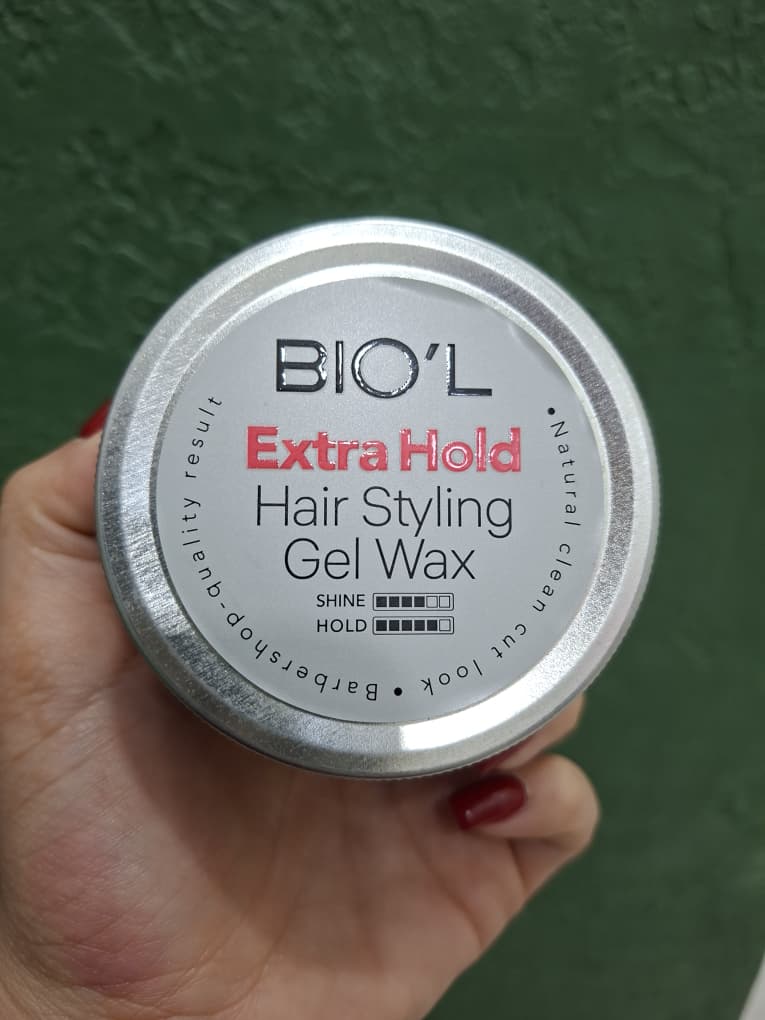 BIO'L
Extra Hold
Hair Styling
Gel Wax
SHINE
HOLD
• Natural clean cut look • Barbershop-quality result